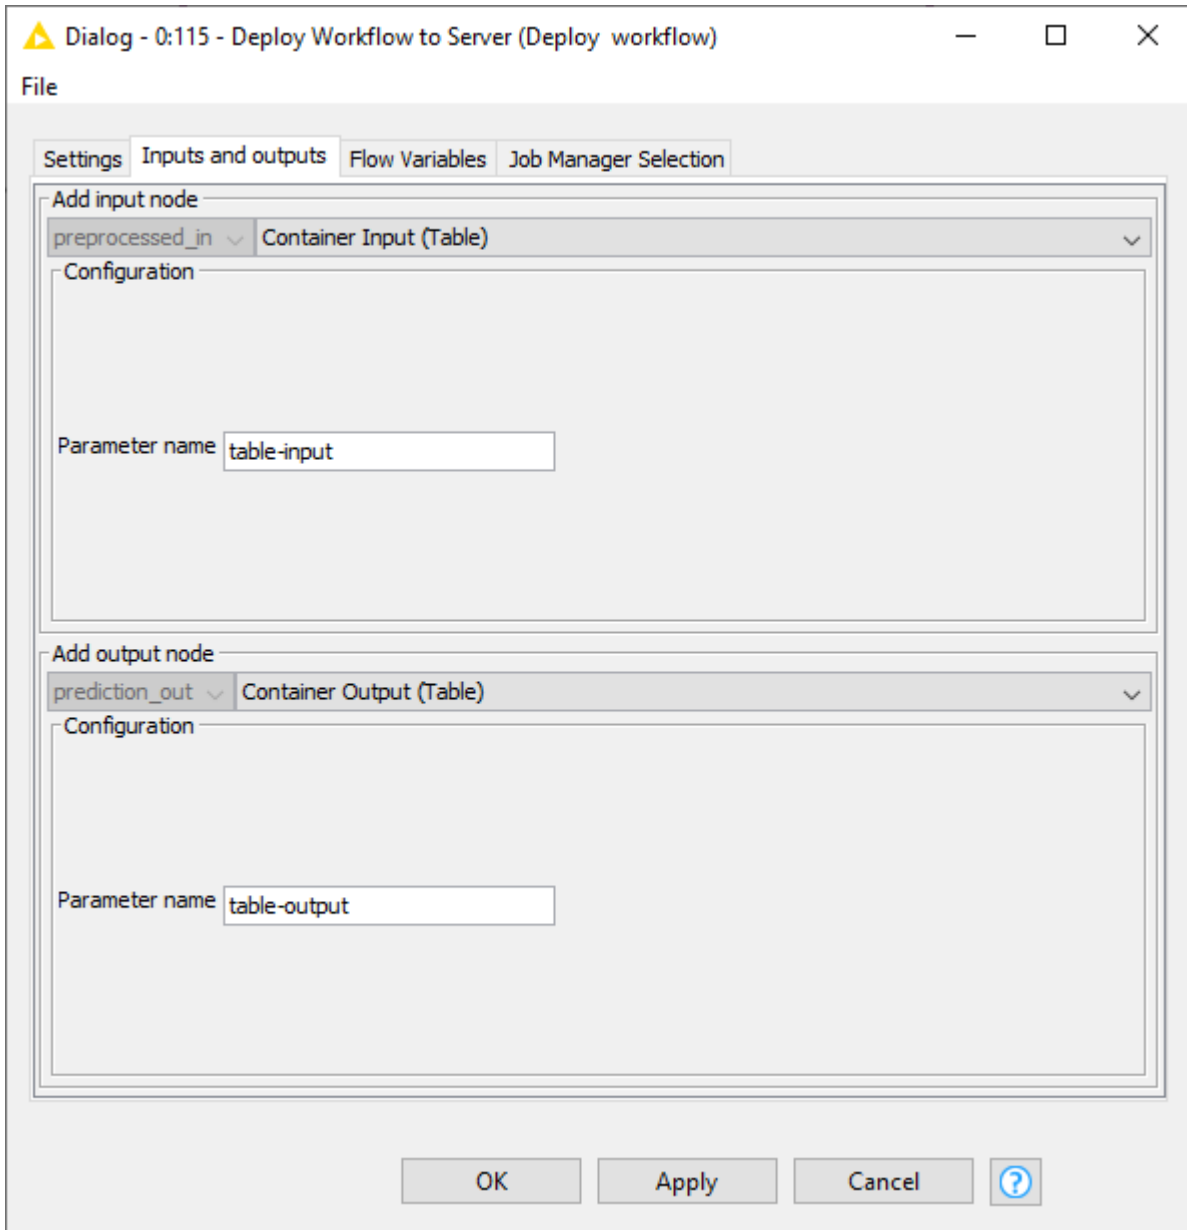 Dialog - 0:115 - Deploy Workflow to Server (Deploy  workflow)
File
Settings Inputs and outputs Flow Variables Job Manager Selection
Add input node
preprocessed_in Container Input (Table)
Configuration
Parameter name table-input
Add output node
prediction_out Container Output (Table)
Configuration
Parameter name table-output
OK Apply Cancel ?